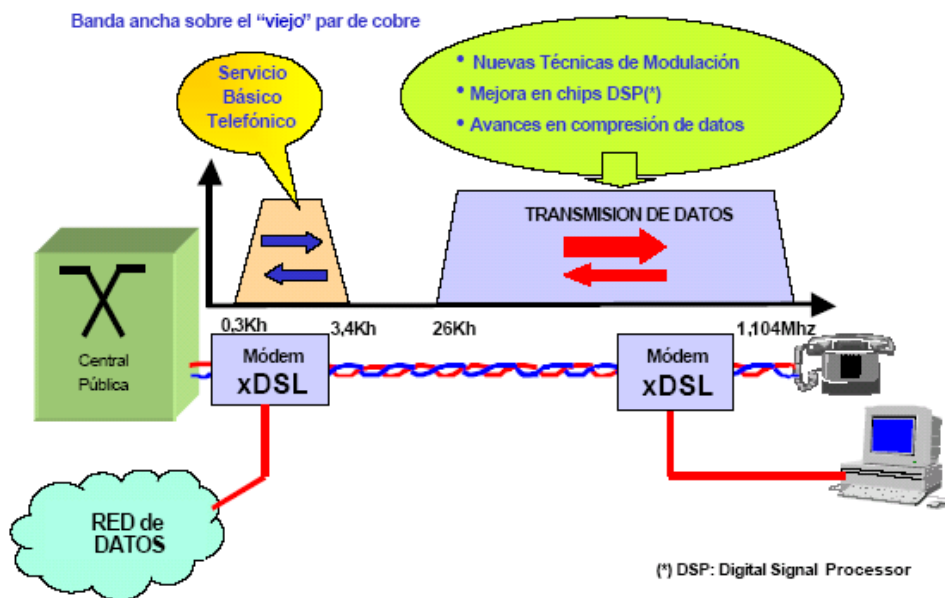 Banda ancha sobre el “viejo” par de cobre
Servicio
Básico
Telefónico
• Nuevas Técnicas de Modulación
• Mejora en chips DSP(*)
• Avances en compresión de datos
TRANSMISION DE DATOS
0,3Kh
3,4Kh
26Kh
1,104Mhz
Central
Pública
Módem
xDSL
Módem
xDSL
RED de
DATOS
(*) DSP: Digital Signal Processor